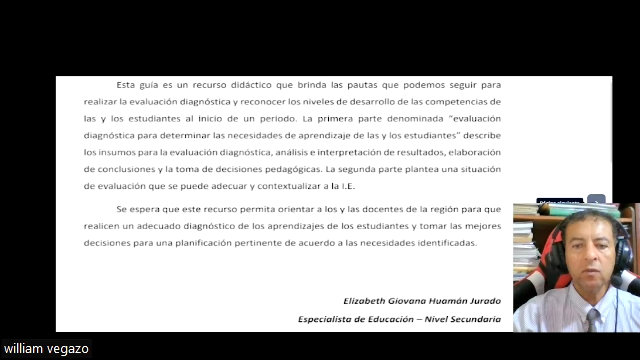 Esta guía es un recurso didáctico que brinda las pautas que podemos seguir para
realizar la evaluación diagnóstica y reconocer los niveles de desarrollo de las competencias de
las y los estudiantes al inicio de un periodo. La primera parte denominada “evaluación
diagnóstica para determinar las necesidades de aprendizaje de las y los estudiantes” describe
los insumos para la evaluación diagnóstica, análisis e interpretación de resultados, elaboración
de conclusiones y la toma de decisiones pedagógicas. La segunda parte plantea una situación
de evaluación que se puede adecuar y contextualizar a la I.E.
Se espera que este recurso permita orientar a los y las docentes de la región para que
realicen un adecuado diagnóstico de los aprendizajes de los estudiantes y tomar las mejores
decisiones para una planificación pertinente de acuerdo a las necesidades identificadas.
Elizabeth Giovana Huamán Jurado
Especialista de Educación – Nivel Secundaria
william vegazo